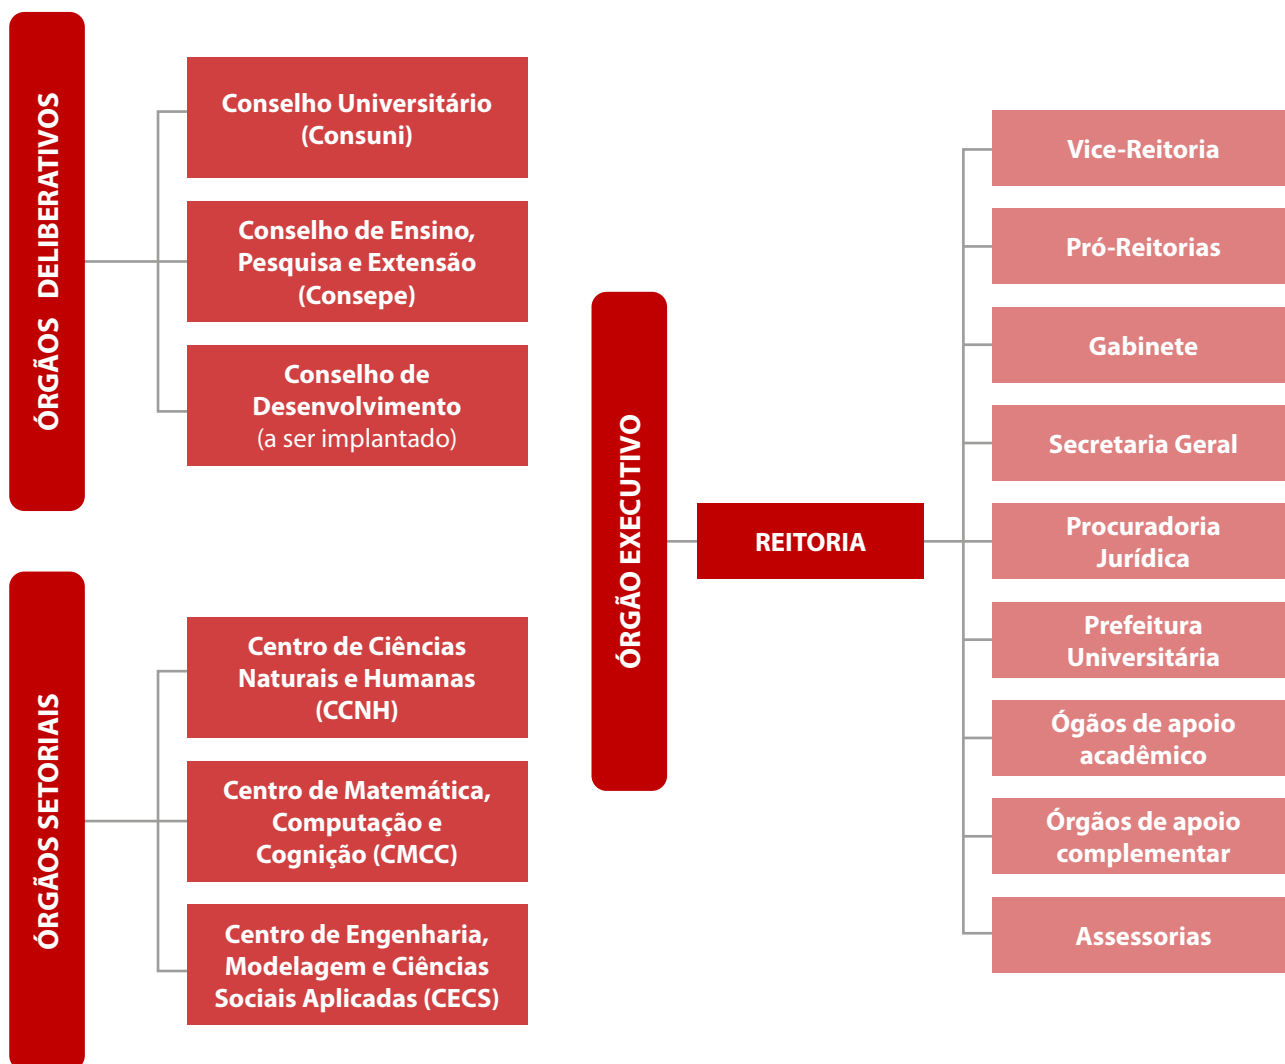 ÓRGÃOS DELIBERATIVOS
Conselho Universitário
(Consuni)
Conselho de Ensino,
Pesquisa e Extensão
(Consepe)
Conselho de
Desenvolvimento
(a ser implantado)
ÓRGÃOS SETORIAIS
Centro de Ciências
Naturais e Humanas
(CCNH)
Centro de Matemática,
Computação e
Cognição (CMCC)
Centro de Engenharia,
Modelagem e Ciências
Sociais Aplicadas (CECS)
ÓRGÃO EXECUTIVO
REITORIA
Vice-Reitoria
Pró-Reitorias
Gabinete
Secretaria Geral
Procuradoria
Jurídica
Prefeitura
Universitária
Ógãos de apoio
acadêmico
Órgãos de apoio
complementar
Assessorias